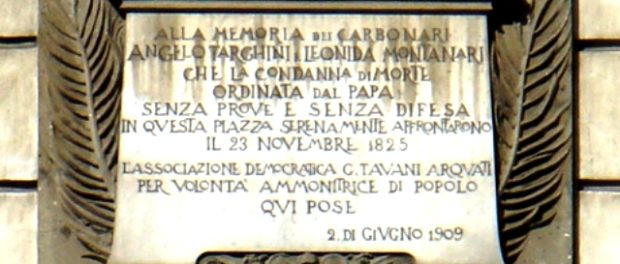 ALLA MEMORIA DEI CARBONARI
ANGELO TARGHINI E LEONIDA MONTANARI
CHE LA CONDANNA DI MORTE
ORDINATA DAL PAPA
SENZA PROVE E SENZA DIFESA
IN QVESTA PIAZZA SERENAMENTE AFFRONTARONO
IL 23 NOVEMBRE 1825
L'ASSOCIAZIONE DEMOCRATICA G. TAVANI ARQVATI
PER VOLONTA' AMMONITRICE DI POPOLO
QVI POSE
2. DI GIVGNO 1909